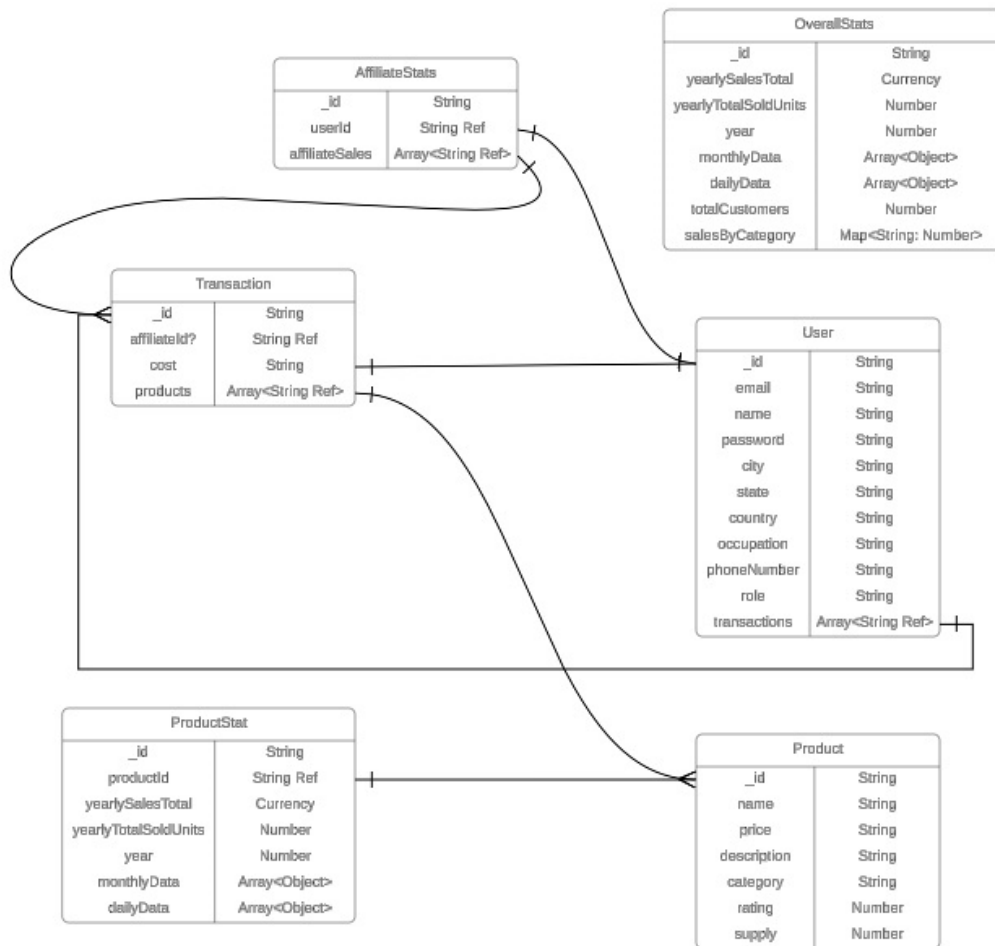 OverallStats
_id String
yearlySalesTotal Currency
yearlyTotalSoldUnits Number
year Number
monthlyData Array<Object>
dailyData Array<Object>
totalCustomers Number
salesByCategory Map<String: Number>
AffiliateStats
_id String
userId String Ref
affiliateSales Array<String Ref>
Transaction
_id String
affiliateId? String Ref
cost String
products Array<String Ref>
User
_id String
email String
name String
password String
city String
state String
country String
occupation String
phoneNumber String
role String
transactions Array<String Ref>
ProductStat
_id String
productId String Ref
yearlySalesTotal Currency
yearlyTotalSoldUnits Number
year Number
monthlyData Array<Object>
dailyData Array<Object>
Product
_id String
name String
price String
description String
category String
rating Number
supply Number